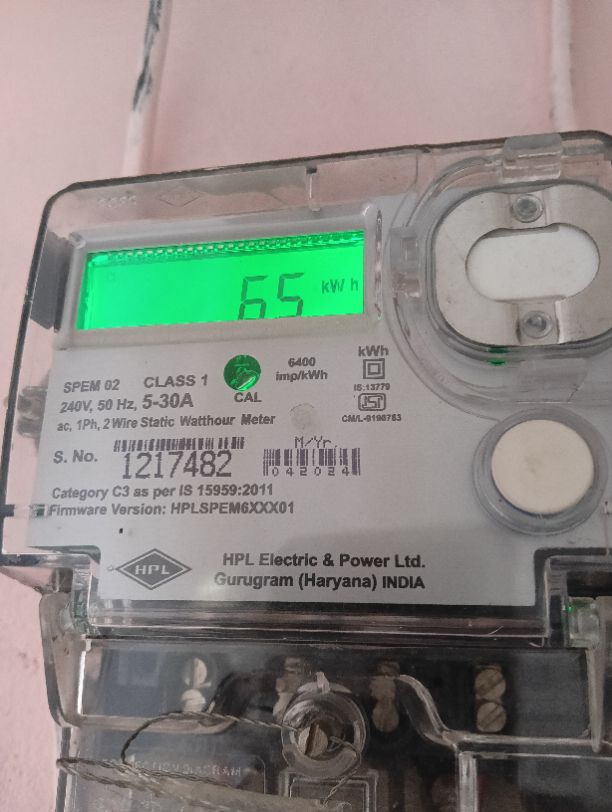 65 kWh
6400
imp/kWh
kWh
IS:13779
SPEM 02 CLASS 1
CAL
240V, 50 Hz, 5-30A
ac, 1Ph, 2 Wire Static Watthour Meter
CM/L-9198783
M/Yr.
S. No. 1217482
042024
Category C3 as per IS 15959:2011
Firmware Version: HPLSPEM6XXX01
HPL
HPL Electric & Power Ltd.
Gurugram (Haryana) INDIA